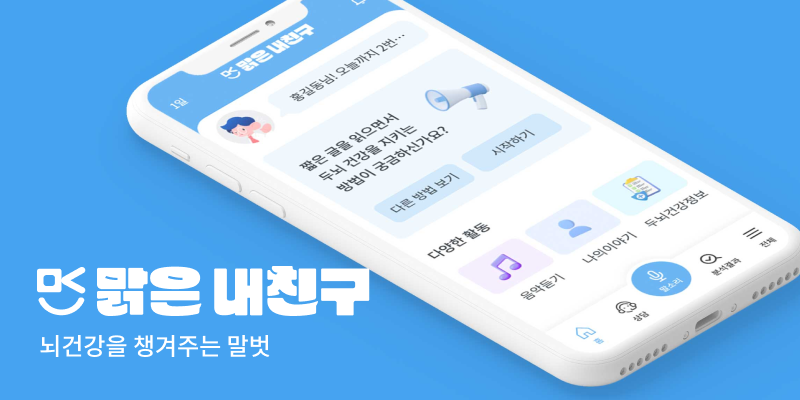 맑은 내친구
1일
홍길동님! 오늘까지 2번…
짧은 글을 읽으면서
두뇌 건강을 지키는
방법이 궁금하신가요?
다른 방법 보기
시작하기
다양한 활동
음악듣기
나의이야기
두뇌건강정보
홈
상담
말소리
분석결과
전체
맑은 내친구
뇌건강을 챙겨주는 말벗